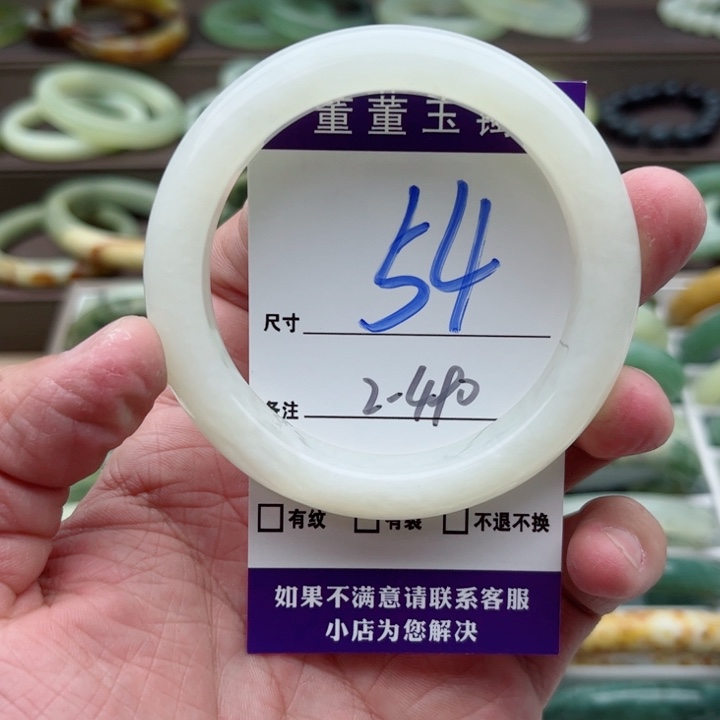 董董玉
尺寸 54
备注 2-480
有纹 有裂 不退不换
如果不满意请联系客服
小店为您解决